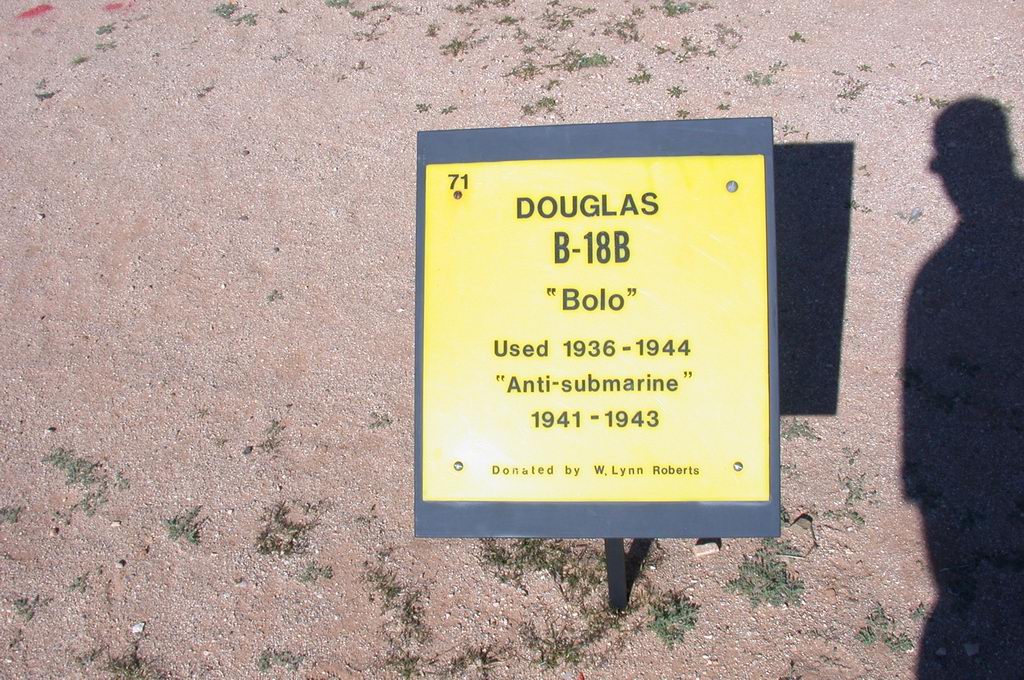 71
DOUGLAS
B-18B
"Bolo"
Used 1936-1944
"Anti-submarine"
1941-1943
Donated by W, Lynn Roberts